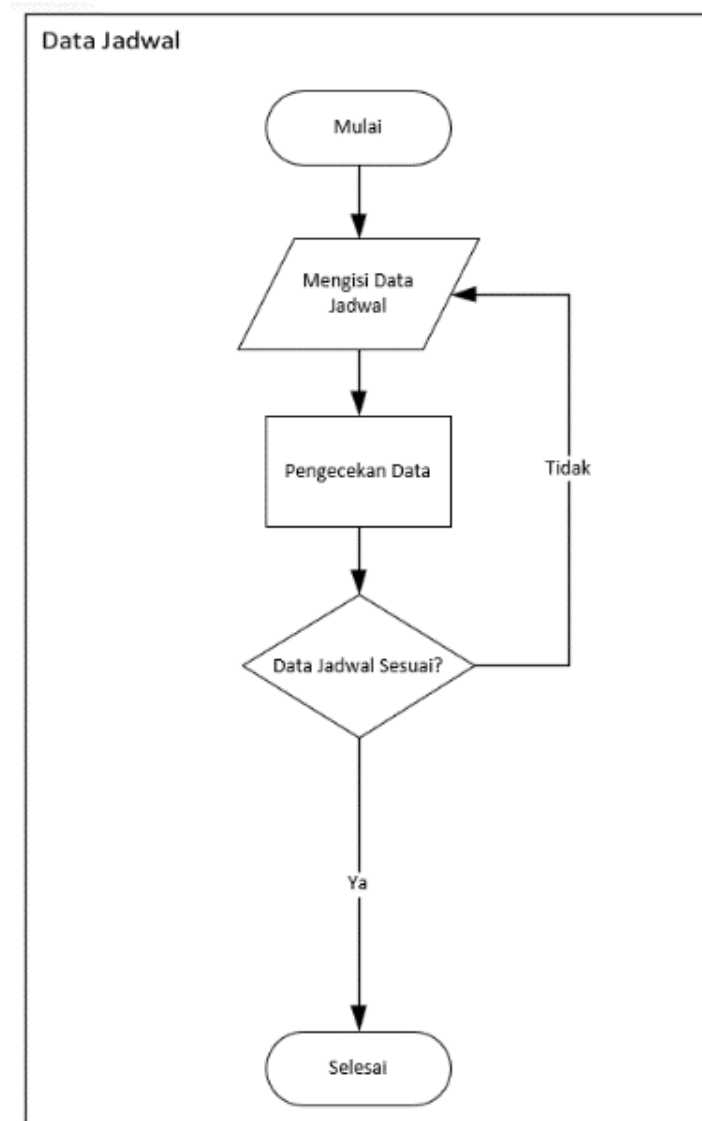 Data Jadwal
Mulai
Mengisi Data
Jadwal
Pengecekan Data
Tidak
Data Jadwal Sesuai?
Ya
Selesai